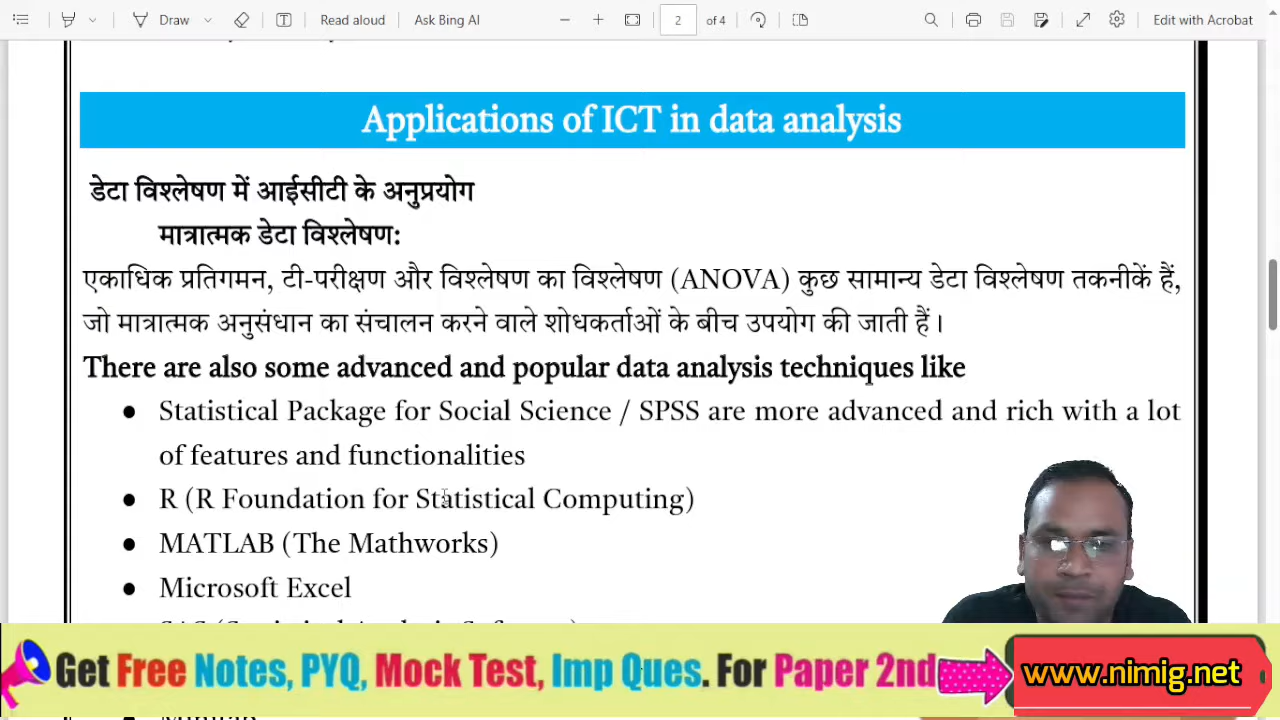 Draw
Read aloud
Ask Bing AI
2
of 4
Edit with Acrobat
Applications of ICT in data analysis
डेटा विश्लेषण में आईसीटी के अनुप्रयोग
मात्रात्मक डेटा विश्लेषण:
एकाधिक प्रतिगमन, टी-परीक्षण और विश्लेषण का विश्लेषण (ANOVA) कुछ सामान्य डेटा विश्लेषण तकनीकें हैं,
जो मात्रात्मक अनुसंधान का संचालन करने वाले शोधकर्ताओं के बीच उपयोग की जाती हैं।
There are also some advanced and popular data analysis techniques like
● Statistical Package for Social Science / SPSS are more advanced and rich with a lot
of features and functionalities
● R (R Foundation for Statistical Computing)
● MATLAB (The Mathworks)
● Microsoft Excel
Get Free Notes, PYQ, Mock Test, Imp Ques. For Paper 2nd
www.nimig.net